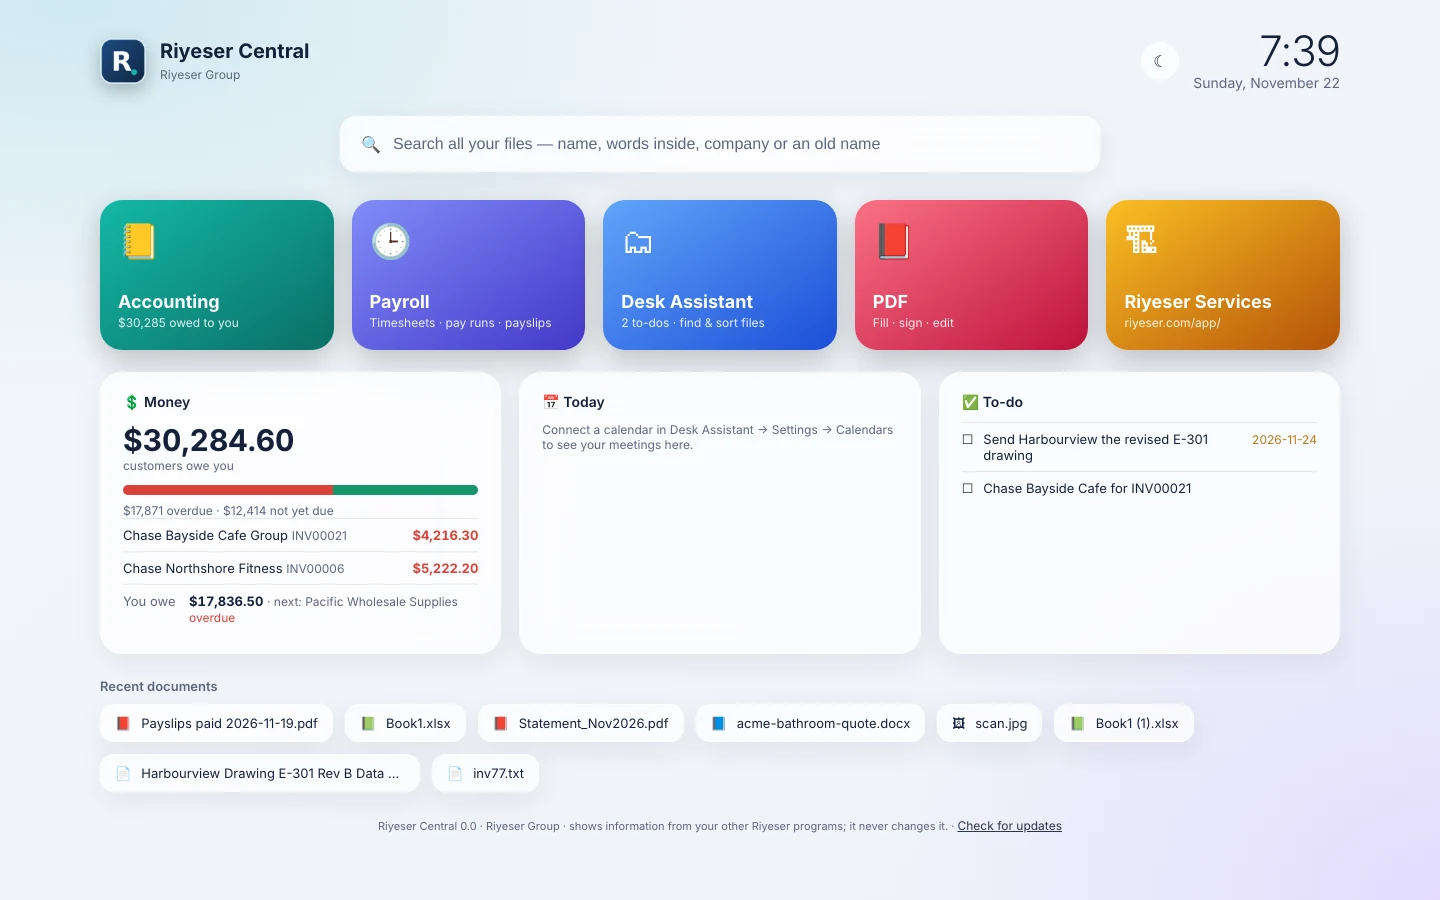 R.
Riyeser Central
Riyeser Group
7:39
Sunday, November 22
Search all your files — name, words inside, company or an old name
Accounting
$30,285 owed to you
Payroll
Timesheets · pay runs · payslips
Desk Assistant
2 to-dos · find & sort files
PDF
Fill · sign · edit
Riyeser Services
riyeser.com/app/
Money
$30,284.60
customers owe you
$17,871 overdue · $12,414 not yet due
Chase Bayside Cafe Group INV00021 $4,216.30
Chase Northshore Fitness INV00006 $5,222.20
You owe $17,836.50 · next: Pacific Wholesale Supplies
overdue
Today
Connect a calendar in Desk Assistant → Settings → Calendars
to see your meetings here.
To-do
Send Harbourview the revised E-301 2026-11-24
drawing
Chase Bayside Cafe for INV00021
Recent documents
Payslips paid 2026-11-19.pdf
Book1.xlsx
Statement_Nov2026.pdf
acme-bathroom-quote.docx
scan.jpg
Book1 (1).xlsx
Harbourview Drawing E-301 Rev B Data ...
inv77.txt
Riyeser Central 0.0 · Riyeser Group · shows information from your other Riyeser programs; it never changes it. · Check for updates